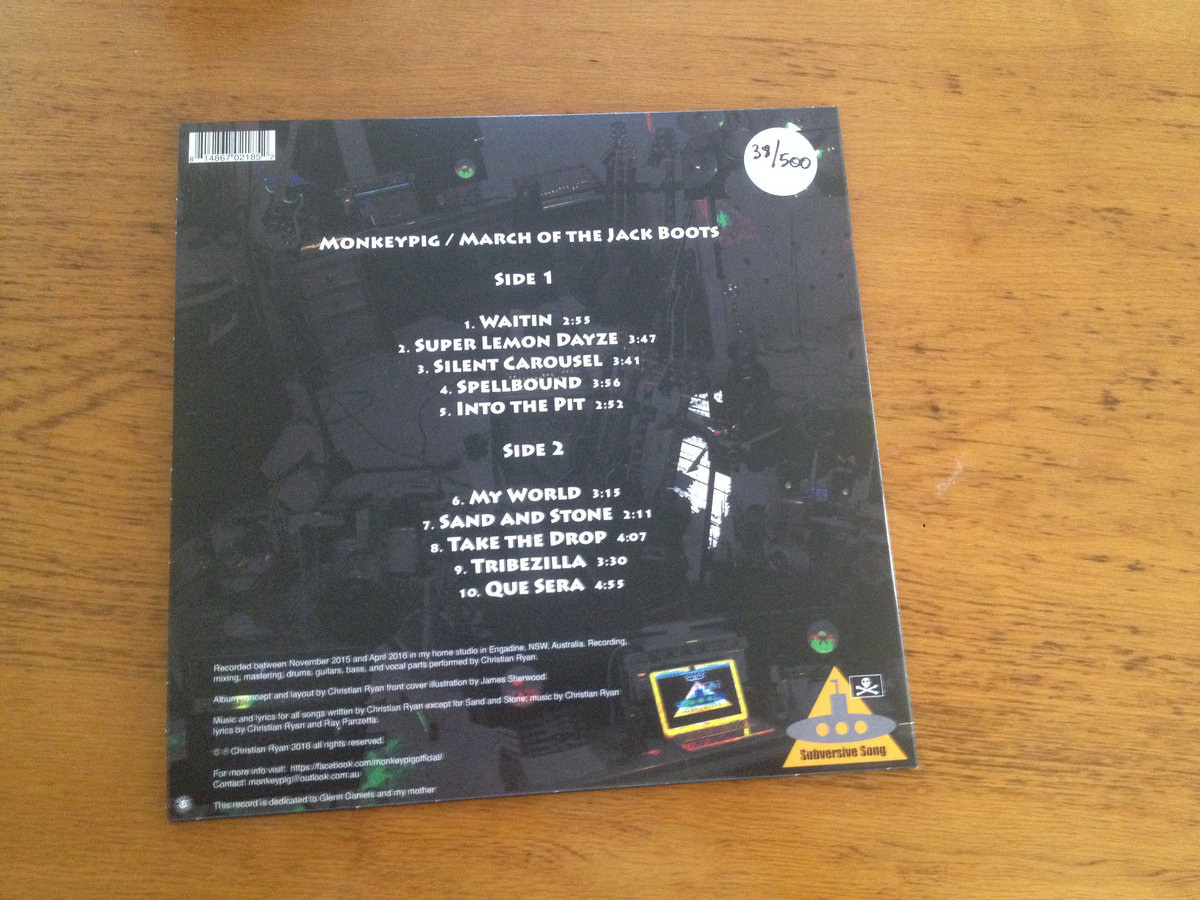 8 14867 02185 2
38/500
Monkeypig / March of the Jack Boots
Side 1
1. Waitin 2:55
2. Super Lemon Dayze 3:47
3. Silent Carousel 3:41
4. Spellbound 3:56
5. Into the Pit 2:52
Side 2
6. My World 3:15
7. Sand and Stone 2:11
8. Take the Drop 4:07
9. Tribezilla 3:30
10. Que Sera 4:55
Recorded between November 2015 and April 2016 in my home studio in Engadine, NSW, Australia. Recording,
mixing, mastering, drums, guitars, bass, and vocal parts performed by Christian Ryan.
Album concept and layout by Christian Ryan front cover illustration by James Sherwood.
Music and lyrics for all songs written by Christian Ryan except for Sand and Stone; music by Christian Ryan
lyrics by Christian Ryan and Ray Panzetta.
© ℗ Christian Ryan 2016 all rights reserved.
For more info visit! https://facebook.com/monkeypigofficial/
Contact! monkeypig@outlook.com.au
This record is dedicated to Glenn Daniels and my mother
Subversive Song